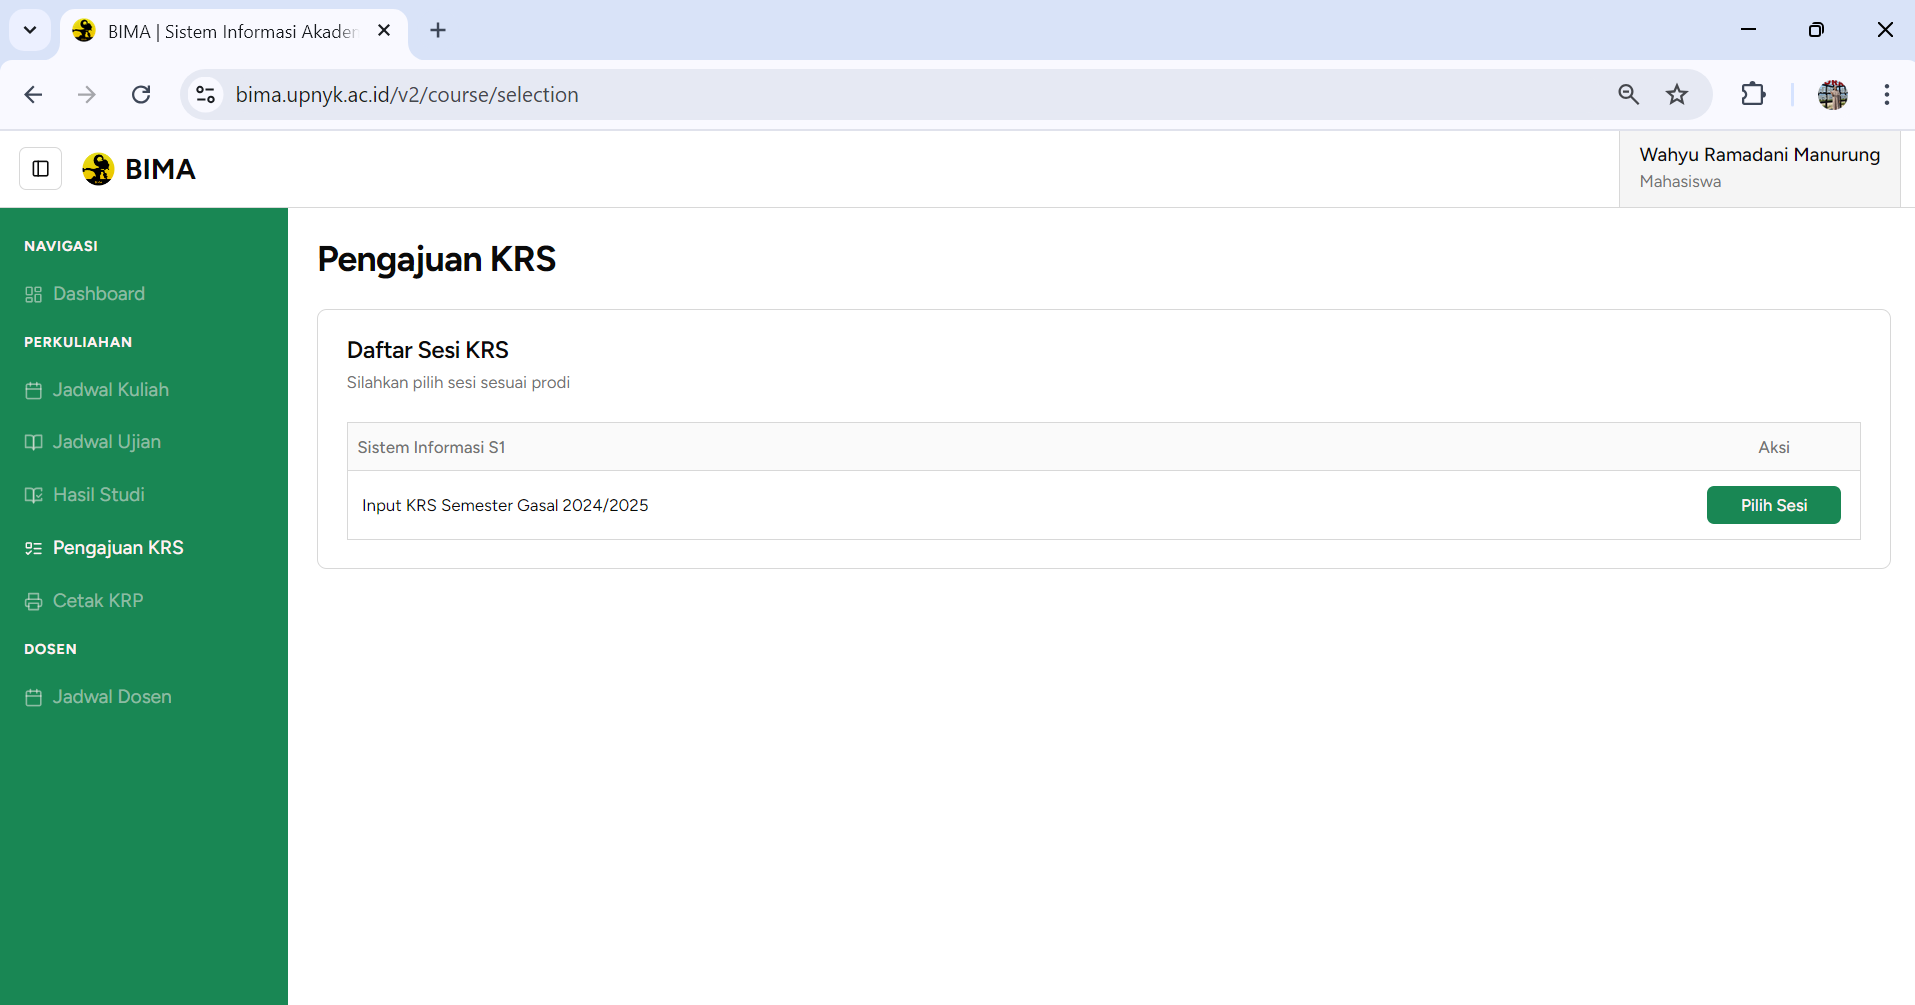 BIMA | Sistem Informasi Akaden
bima.upnyk.ac.id/v2/course/selection
BIMA
Wahyu Ramadani Manurung
Mahasiswa
NAVIGASI
Dashboard
PERKULIAHAN
Jadwal Kuliah
Jadwal Ujian
Hasil Studi
Pengajuan KRS
Cetak KRP
DOSEN
Jadwal Dosen
Pengajuan KRS
Daftar Sesi KRS
Silahkan pilih sesi sesuai prodi
Sistem Informasi S1 Aksi
Input KRS Semester Gasal 2024/2025 Pilih Sesi